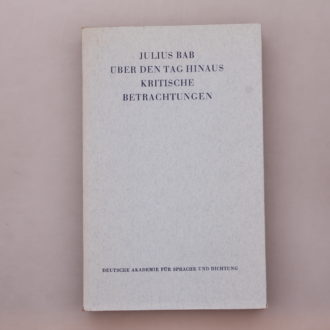 JULIUS BAB
ÜBER DEN TAG HINAUS
KRITISCHE
BETRACHTUNGEN
DEUTSCHE AKADEMIE FÜR SPRACHE UND DICHTUNG